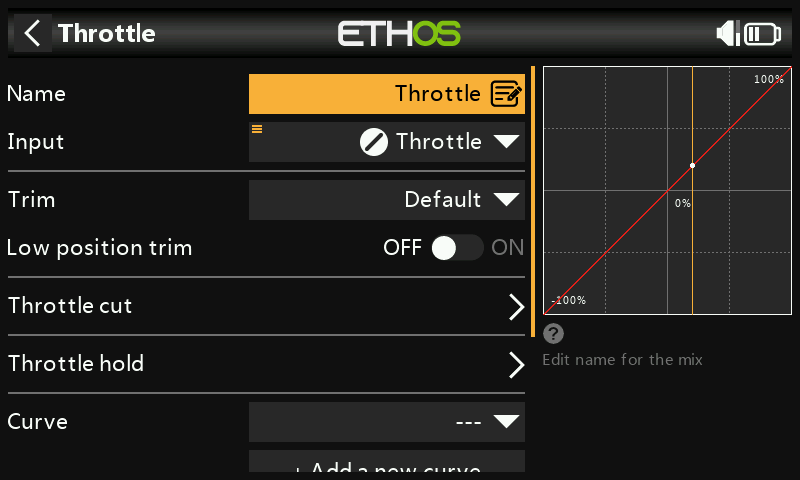 Throttle
ETHOS
Name
Throttle
Input
Throttle
Trim
Default
Low position trim
OFF
ON
Throttle cut
Throttle hold
Curve
---
+ Add a new curve
100%
0%
-100%
?
Edit name for the mix